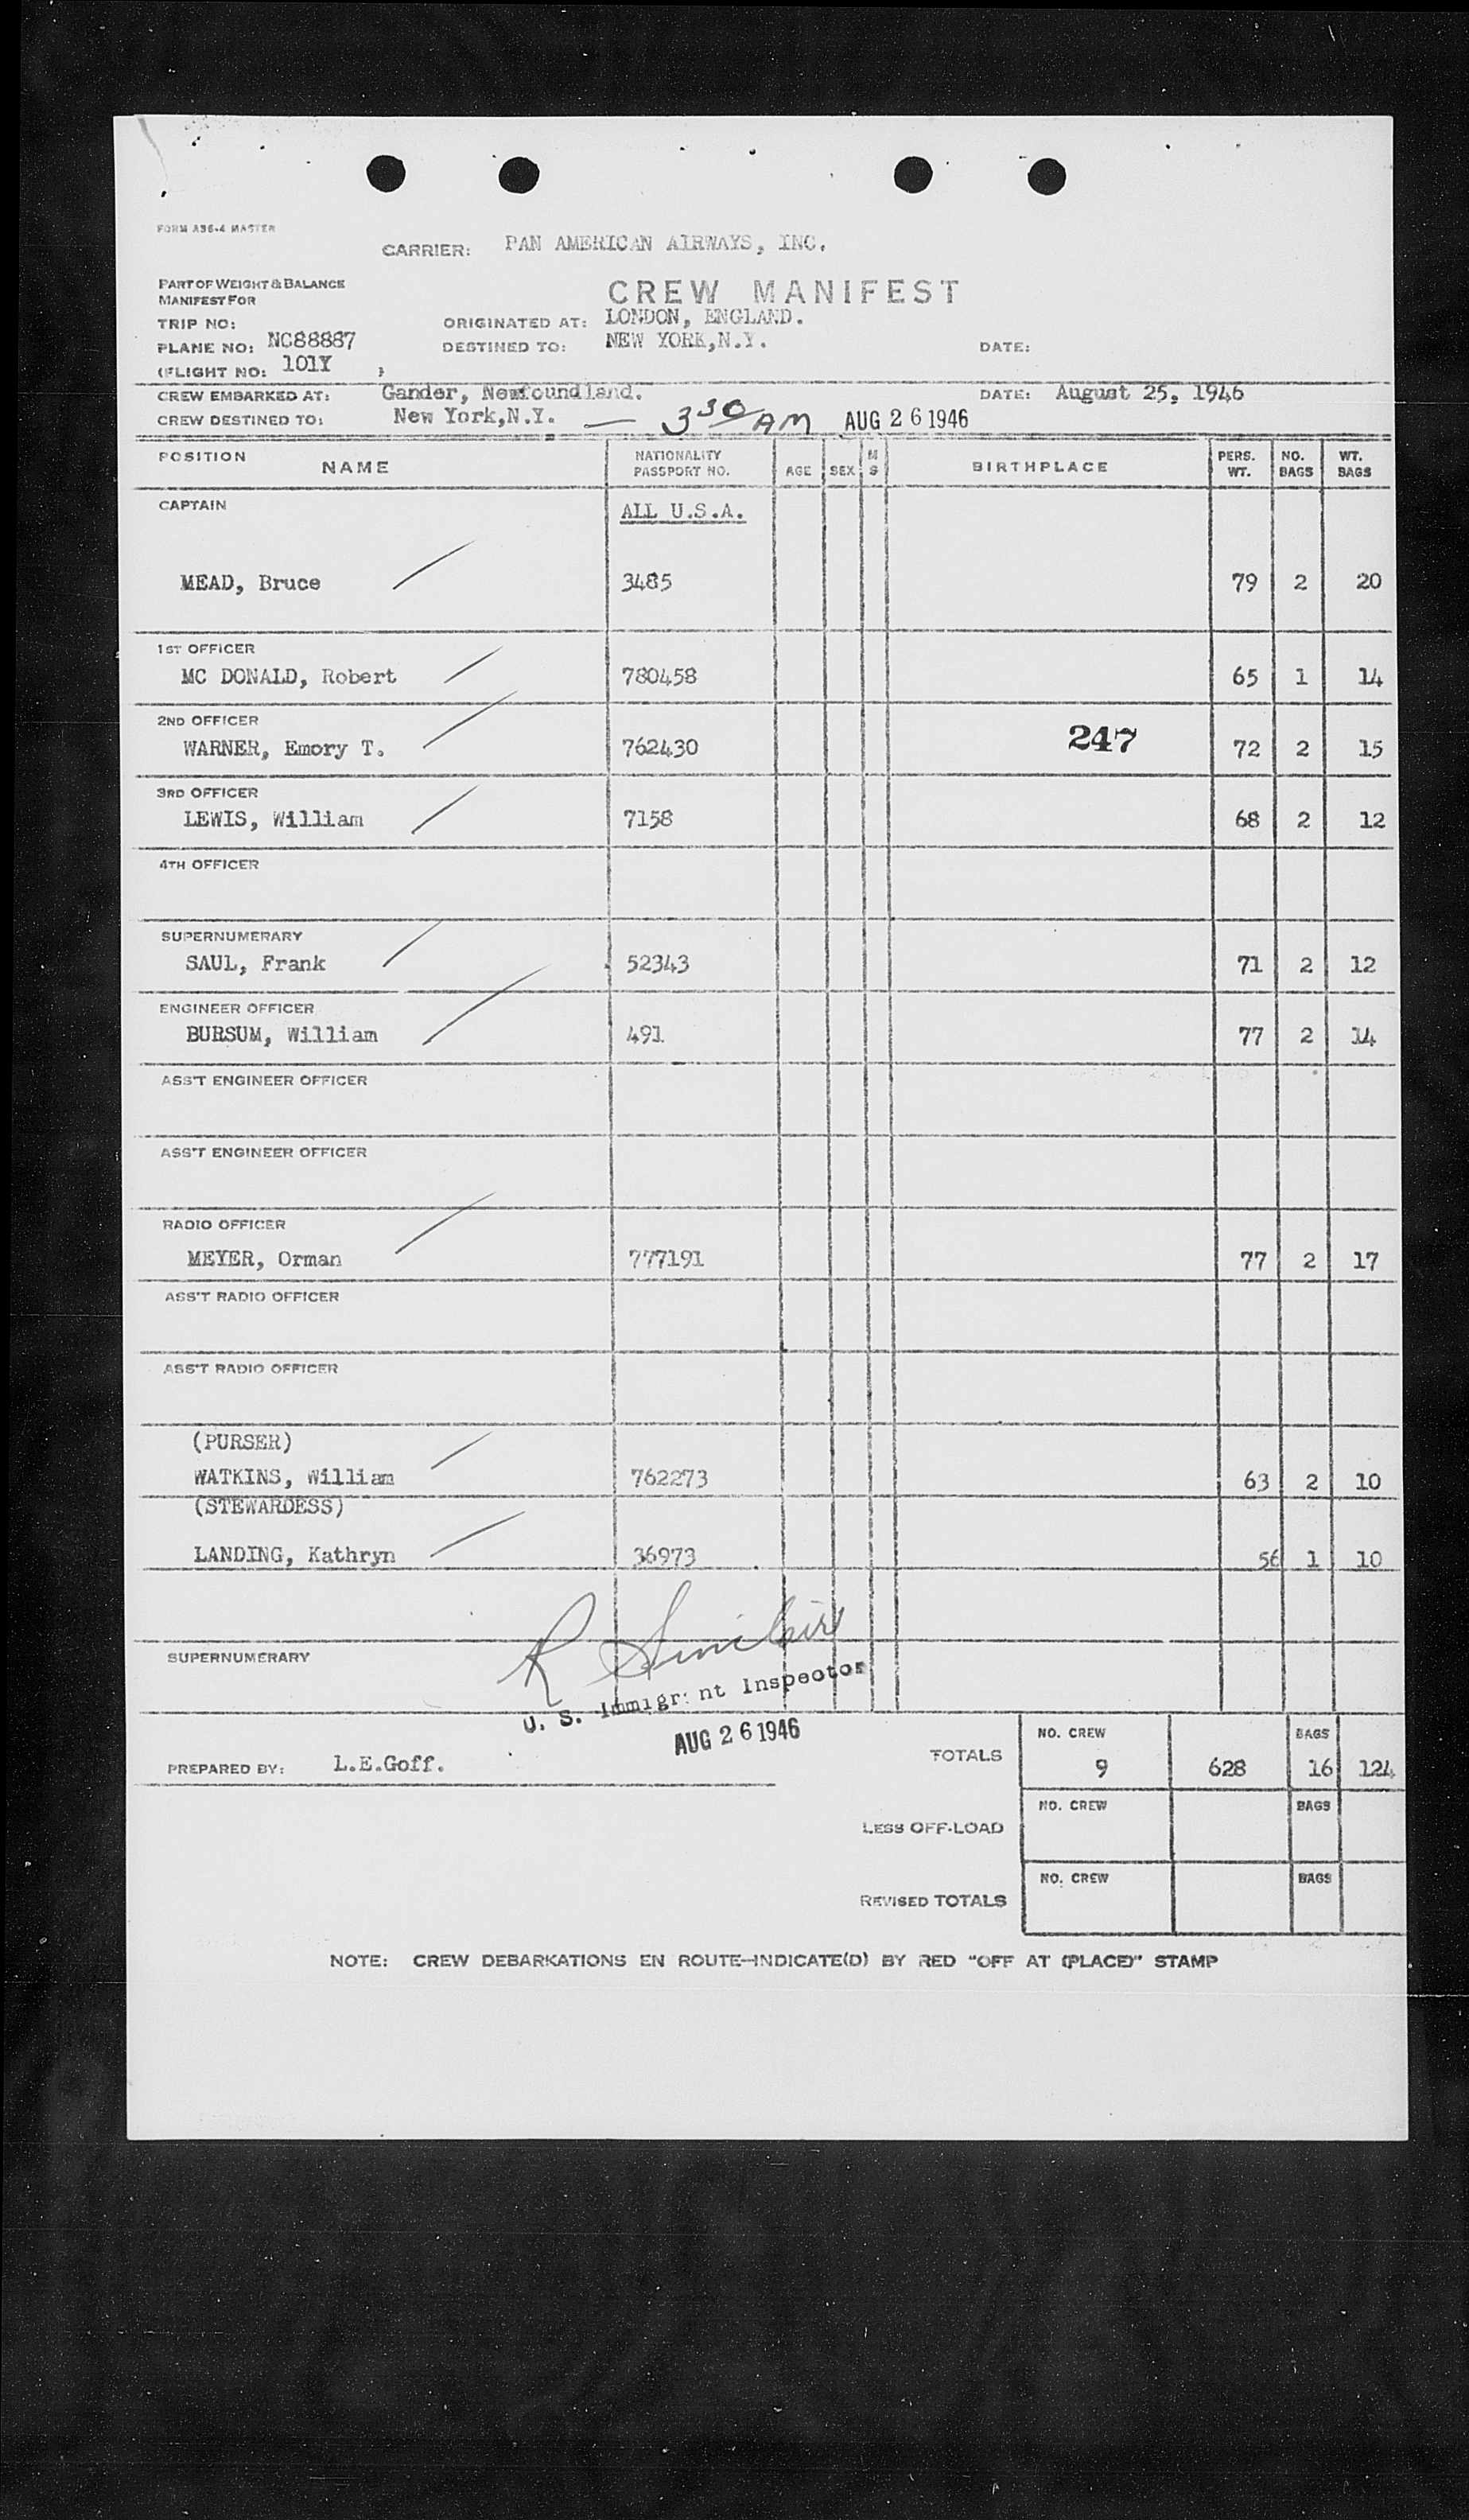 FORM A36-4 MASTER
CARRIER: PAN AMERICAN AIRWAYS, INC.
PART OF WEIGHT & BALANCE
MANIFEST FOR
CREW MANIFEST
TRIP NO: ORIGINATED AT: LONDON, ENGLAND.
PLANE NO: NC88887 DESTINED TO: NEW YORK,N.Y. DATE:
(FLIGHT NO: 101Y )
CREW EMBARKED AT: Gander, Newfoundland. DATE: August 25, 1946
CREW DESTINED TO: New York,N.Y. — 3 30 AM AUG 26 1946
POSITION NAME NATIONALITY PASSPORT NO. AGE SEX M S BIRTHPLACE PERS. WT. NO. BAGS WT. BAGS
CAPTAIN ALL U.S.A.
MEAD, Bruce 3485 79 2 20
1ST OFFICER
MC DONALD, Robert 780458 65 1 14
2ND OFFICER
WARNER, Emory T. 762430 247 72 2 15
3RD OFFICER
LEWIS, William 7158 68 2 12
4TH OFFICER
SUPERNUMERARY
SAUL, Frank 52343 71 2 12
ENGINEER OFFICER
BURSUM, William 491 77 2 14
ASS'T ENGINEER OFFICER
ASS'T ENGINEER OFFICER
RADIO OFFICER
MEYER, Orman 777191 77 2 17
ASS'T RADIO OFFICER
ASS'T RADIO OFFICER
(PURSER)
WATKINS, William 762273 63 2 10
(STEWARDESS)
LANDING, Kathryn 36973 56 1 10
R
SUPERNUMERARY
U. S. Immigrant Inspector
AUG 26 1946
NO. CREW BAGS
PREPARED BY: L.E.Goff. TOTALS 9 628 16 124
NO. CREW BAGS
LESS OFF-LOAD
NO. CREW BAGS
REVISED TOTALS
NOTE: CREW DEBARKATIONS EN ROUTE—INDICATE(D) BY RED "OFF AT (PLACE)" STAMP